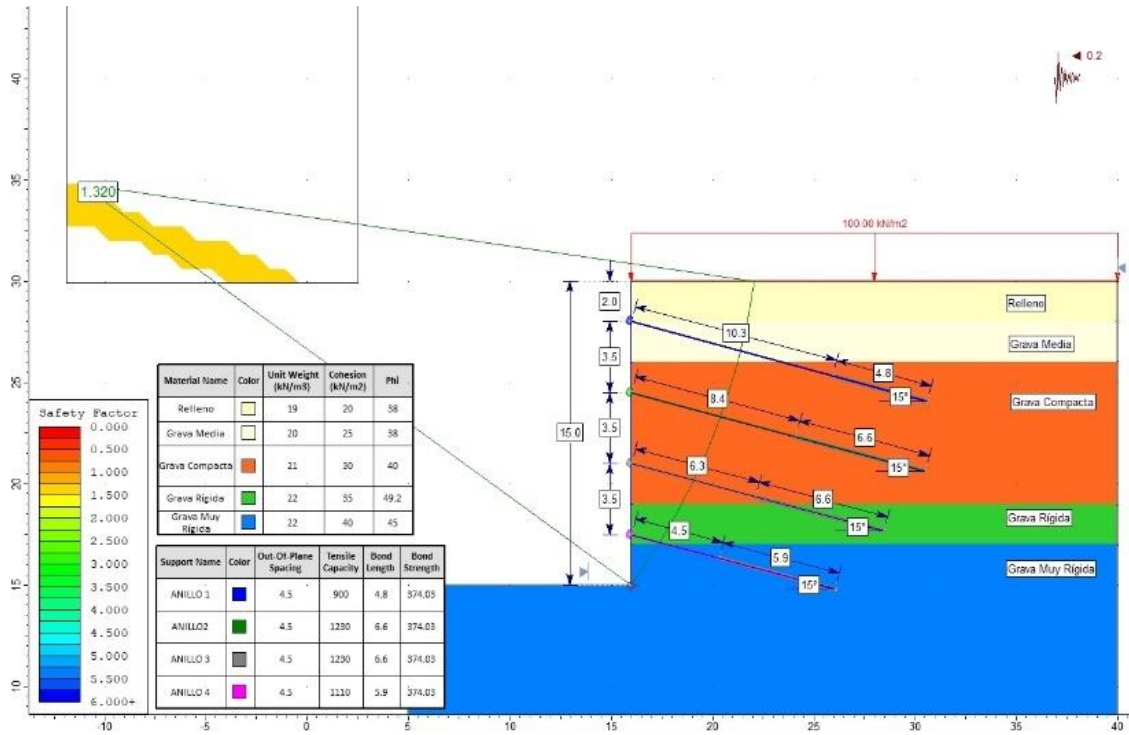 0.2
1.320
100.00 kN/m2
40
35
30
25
20
15
10
Relleno
Grava Media
Grava Compacta
Grava Rígida
Grava Muy Rígida
2.0
3.5
3.5
3.5
15.0
10.3
4.8
15°
8.4
6.6
15°
6.3
6.6
15°
4.5
5.9
15°
Material Name Color Unit Weight (kN/m3) Cohesion (kN/m2) Phi
Relleno 19 20 38
Grava Media 20 25 38
Grava Compacta 21 30 40
Grava Rígida 22 35 49.2
Grava Muy Rígida 22 40 45
Support Name Color Out-Of-Plane Spacing Tensile Capacity Bond Length Bond Strength
ANILLO 1 4.5 900 4.8 374.03
ANILLO2 4.5 1230 6.6 374.03
ANILLO 3 4.5 1230 6.6 374.03
ANILLO 4 4.5 1110 5.9 374.03
Safety Factor
0.000
0.500
1.000
1.500
2.000
2.500
3.000
3.500
4.000
4.500
5.000
5.500
6.000+
-10 -5 0 5 10 15 20 25 30 35 40